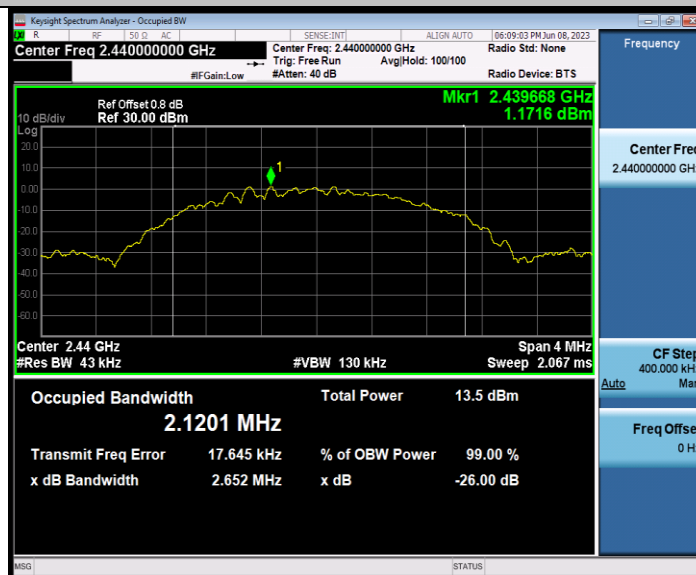 Keysight Spectrum Analyzer - Occupied BW
LXI R RF 50 Ω AC SENSE:INT ALIGN AUTO 06:09:03 PM Jun 08, 2023
Center Freq 2.440000000 GHz Center Freq: 2.440000000 GHz Radio Std: None
Trig: Free Run Avg|Hold: 100/100
#IFGain:Low #Atten: 40 dB Radio Device: BTS
Ref Offset 0.8 dB Mkr1 2.439668 GHz
10 dB/div Ref 30.00 dBm 1.1716 dBm
Log
20.0
10.0
1
0.00
-10.0
-20.0
-30.0
-40.0
-50.0
-60.0
Center 2.44 GHz Span 4 MHz
#Res BW 43 kHz #VBW 130 kHz Sweep 2.067 ms
Occupied Bandwidth Total Power 13.5 dBm
2.1201 MHz
Transmit Freq Error 17.645 kHz % of OBW Power 99.00 %
x dB Bandwidth 2.652 MHz x dB -26.00 dB
MSG STATUS
Frequency
Center Freq
2.440000000 GHz
CF Step
400.000 kHz
Auto Man
Freq Offset
0 Hz